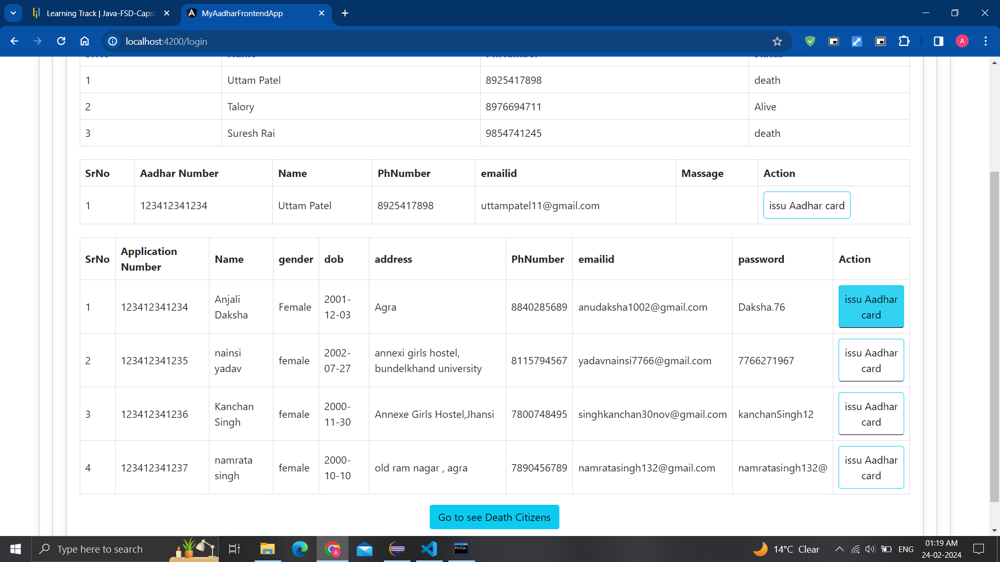 Learning Track | Java-FSD-Capst
MyAadharFrontendApp
localhost:4200/login
A
SrNo Name PhNumber status
1 Uttam Patel 8925417898 death
2 Talory 8976694711 Alive
3 Suresh Rai 9854741245 death
SrNo Aadhar Number Name PhNumber emailid Massage Action
1 123412341234 Uttam Patel 8925417898 uttampatel11@gmail.com issu Aadhar card
SrNo Application Number Name gender dob address PhNumber emailid password Action
1 123412341234 Anjali Daksha Female 2001-12-03 Agra 8840285689 anudaksha1002@gmail.com Daksha.76 issu Aadhar card
2 123412341235 nainsi yadav female 2002-07-27 annexi girls hostel, bundelkhand university 8115794567 yadavnainsi7766@gmail.com 7766271967 issu Aadhar card
3 123412341236 Kanchan Singh female 2000-11-30 Annexe Girls Hostel,Jhansi 7800748495 singhkanchan30nov@gmail.com kanchanSingh12 issu Aadhar card
4 123412341237 namrata singh female 2000-10-10 old ram nagar , agra 7890456789 namratasingh132@gmail.com namratasingh132@ issu Aadhar card
Go to see Death Citizens
Type here to search
14°C Clear
ENG
01:19 AM
24-02-2024